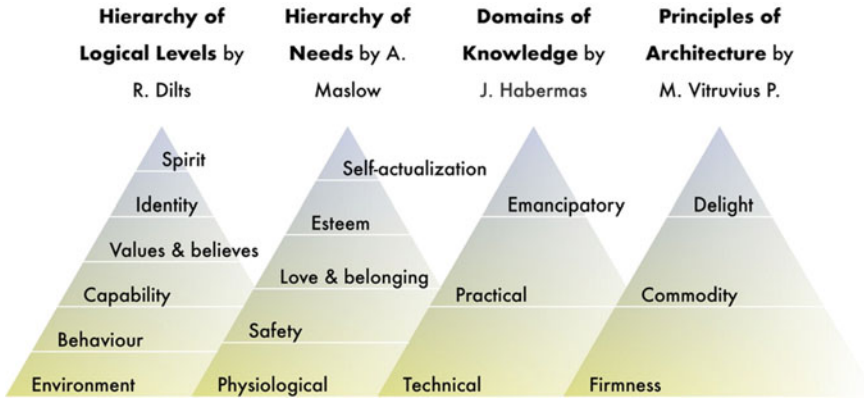 Hierarchy of
Logical Levels by
R. Dilts
Hierarchy of
Needs by A.
Maslow
Domains of
Knowledge by
J. Habermas
Principles of
Architecture by
M. Vitruvius P.
Spirit
Identity
Values & believes
Capability
Behaviour
Environment
Self-actualization
Esteem
Love & belonging
Safety
Physiological
Emancipatory
Practical
Technical
Delight
Commodity
Firmness